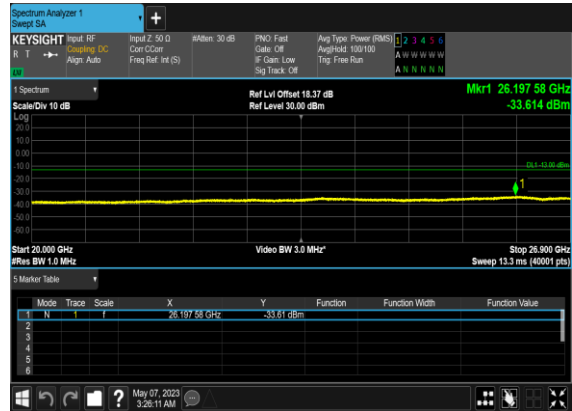 Spectrum Analyzer 1
Swept SA
+
KEYSIGHT Input: RF Input Z: 50 Ω #Atten: 30 dB PNO: Fast Avg Type: Power (RMS) 1 2 3 4 5 6
R T Coupling: DC Corr CCorr Gate: Off Avg|Hold: 100/100 A W W W W W
Align: Auto Freq Ref: Int (S) IF Gain: Low Trig: Free Run
LW Sig Track: Off A N N N N N
1 Spectrum Ref Lvl Offset 18.37 dB Mkr1 26.197 58 GHz
Scale/Div 10 dB Ref Level 30.00 dBm -33.614 dBm
Log
20.0
10.0
0.00
-10.0
DL1 -13.00 dBm
-20.0
1
-30.0
-40.0
-50.0
-60.0
Start 20.000 GHz Video BW 3.0 MHz* Stop 26.900 GHz
#Res BW 1.0 MHz Sweep 13.3 ms (40001 pts)
5 Marker Table
Mode Trace Scale X Y Function Function Width Function Value
1 N 1 f 26.197 58 GHz -33.61 dBm
2
3
4
5
6
? May 07, 2023
3:26:11 AM